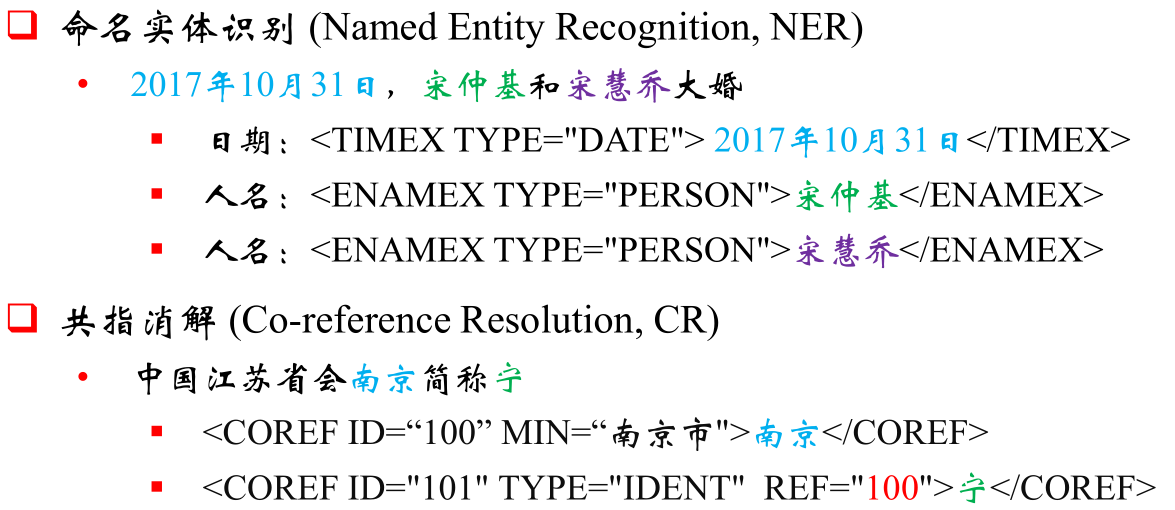 命名实体识别 (Named Entity Recognition, NER)
2017年10月31日，宋仲基和宋慧乔大婚
日期：<TIMEX TYPE="DATE"> 2017年10月31日</TIMEX>
人名：<ENAMEX TYPE="PERSON">宋仲基</ENAMEX>
人名：<ENAMEX TYPE="PERSON">宋慧乔</ENAMEX>
共指消解 (Co-reference Resolution, CR)
中国江苏省会南京简称宁
<COREF ID=“100” MIN=“南京市">南京</COREF>
<COREF ID="101" TYPE="IDENT"  REF="100">宁</COREF>